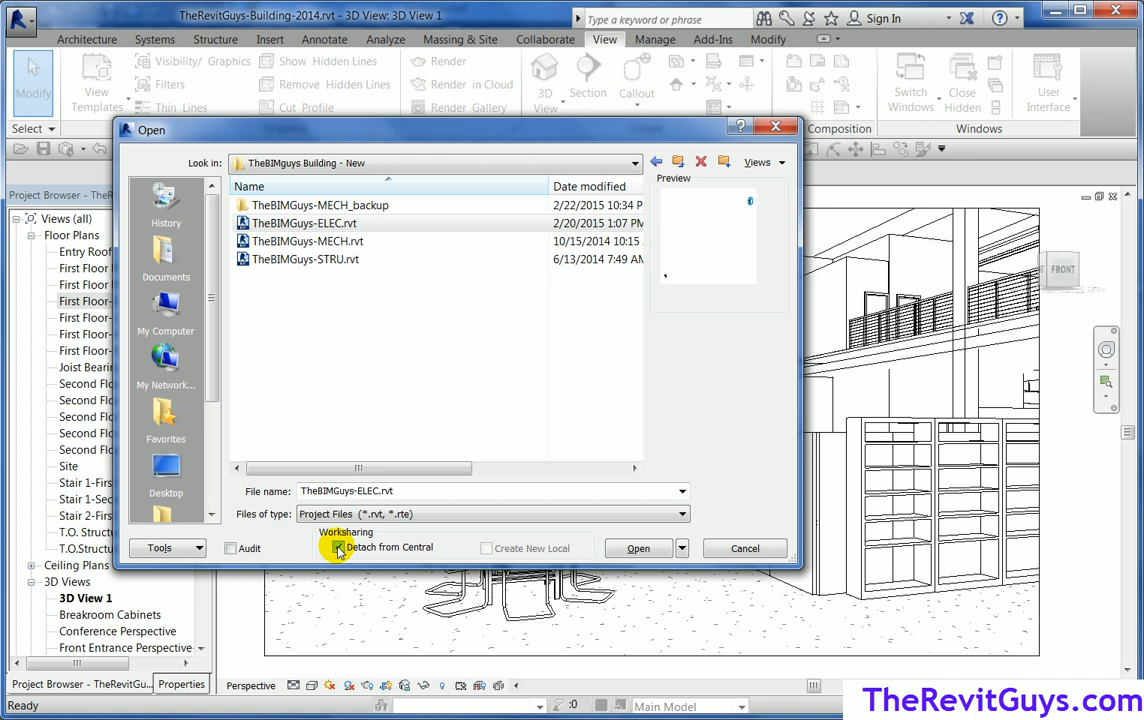 TheRevitGuys-Building-2014.rvt - 3D View: 3D View 1
Type a keyword or phrase
Sign In
Architecture Systems Structure Insert Annotate Analyze Massing & Site Collaborate View Manage Add-Ins Modify
Modify
View
Templates
Visibility/ Graphics
Filters
Thin Lines
Show Hidden Lines
Remove Hidden Lines
Cut Profile
Render
Render in Cloud
Render Gallery
3D
View
Section
Callout
Switch
Windows
Close
Hidden
User
Interface
Select
Composition
Windows
Project Browser - TheR
Views (all)
Floor Plans
Entry Roof
First Floor
First Floor-
First Floor-
First Floor-
First Floor-
First Floor-
Joist Bearin
Second Flo
Second Flo
Second Flo
Second Flo
Second Flo
Site
Stair 1-First
Stair 1-Sec
Stair 2-First
T.O. Structu
T.O.Structu
Ceiling Plans
3D Views
3D View 1
Breakroom Cabinets
Conference Perspective
Front Entrance Perspective
Project Browser - TheRevitGu...
Properties
Open
Look in:
TheBIMguys Building - New
Views
Name
Date modified
Preview
TheBIMGuys-MECH_backup
2/22/2015 10:34 P
TheBIMGuys-ELEC.rvt
2/20/2015 1:07 PM
TheBIMGuys-MECH.rvt
10/15/2014 10:15
TheBIMGuys-STRU.rvt
6/13/2014 7:49 AM
History
Documents
My Computer
My Network...
Favorites
Desktop
File name:
TheBIMGuys-ELEC.rvt
Files of type:
Project Files (*.rvt, *.rte)
Worksharing
Tools
Audit
Detach from Central
Create New Local
Open
Cancel
FRONT
Perspective
Ready
:0
Main Model
TheRevitGuys.com